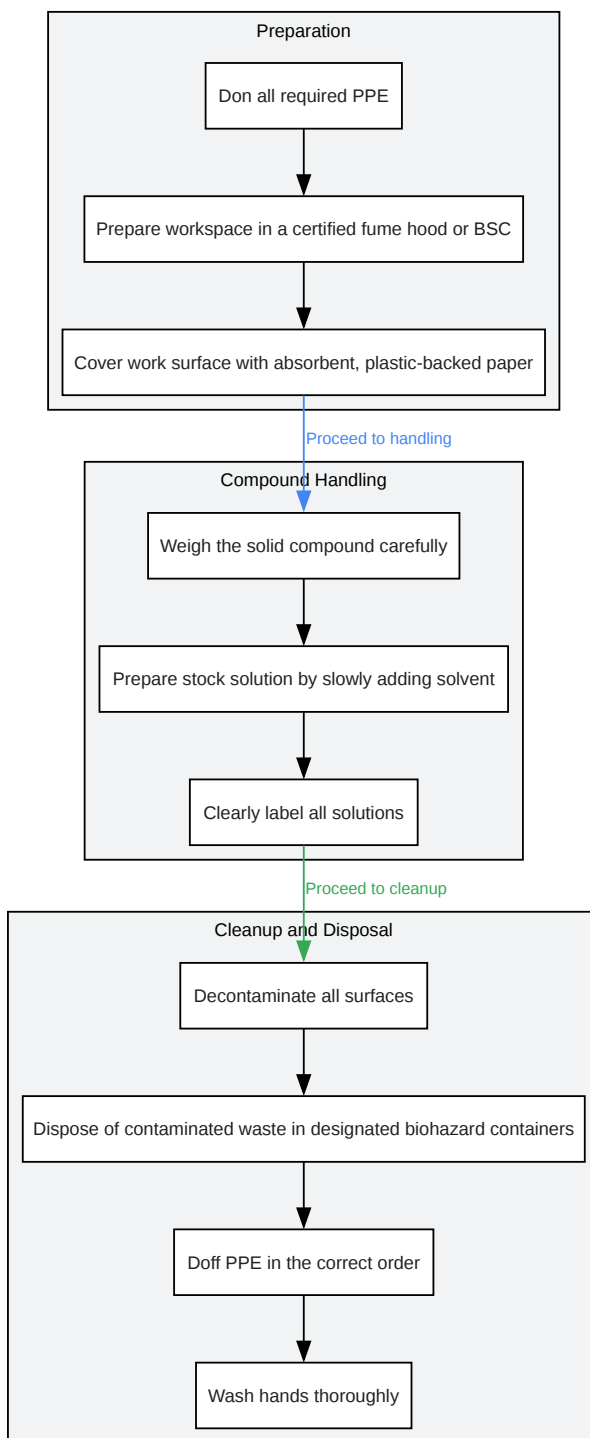 Preparation
Don all required PPE
Prepare workspace in a certified fume hood or BSC
Cover work surface with absorbent, plastic-backed paper
Proceed to handling
Compound Handling
Weigh the solid compound carefully
Prepare stock solution by slowly adding solvent
Clearly label all solutions
Proceed to cleanup
Cleanup and Disposal
Decontaminate all surfaces
Dispose of contaminated waste in designated biohazard containers
Doff PPE in the correct order
Wash hands thoroughly